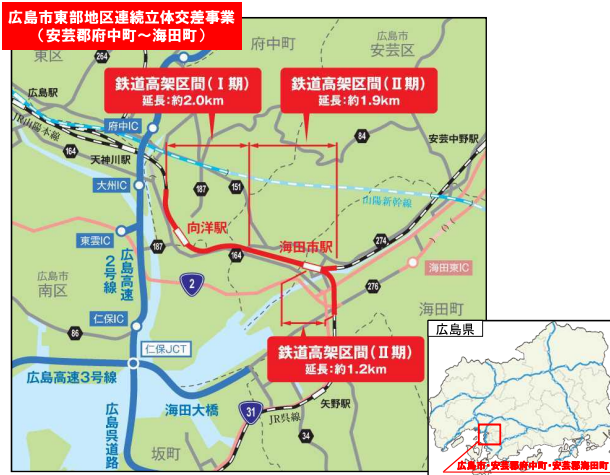 広島市東部地区連続立体交差事業
（安芸郡府中町～海田町）
広島市
東区
264
府中町
広島市
安芸区
広島駅
鉄道高架区間（Ⅰ期）
延長：約2.0km
鉄道高架区間（Ⅱ期）
延長：約1.9km
JR山陽本線
府中IC
84
安芸中野駅
164
天神川駅
大州IC
187
151
山陽新幹線
向洋駅
東雲IC
187
164
海田市駅
274
海田東IC
広島高速2号線
広島市
南区
2
276
海田町
仁保IC
86
仁保JCT
鉄道高架区間（Ⅱ期）
延長：約1.2km
広島高速3号線
海田大橋
矢野駅
31
JR呉線
34
広島呉道路
坂町
広島県
広島市・安芸郡府中町・安芸郡海田町